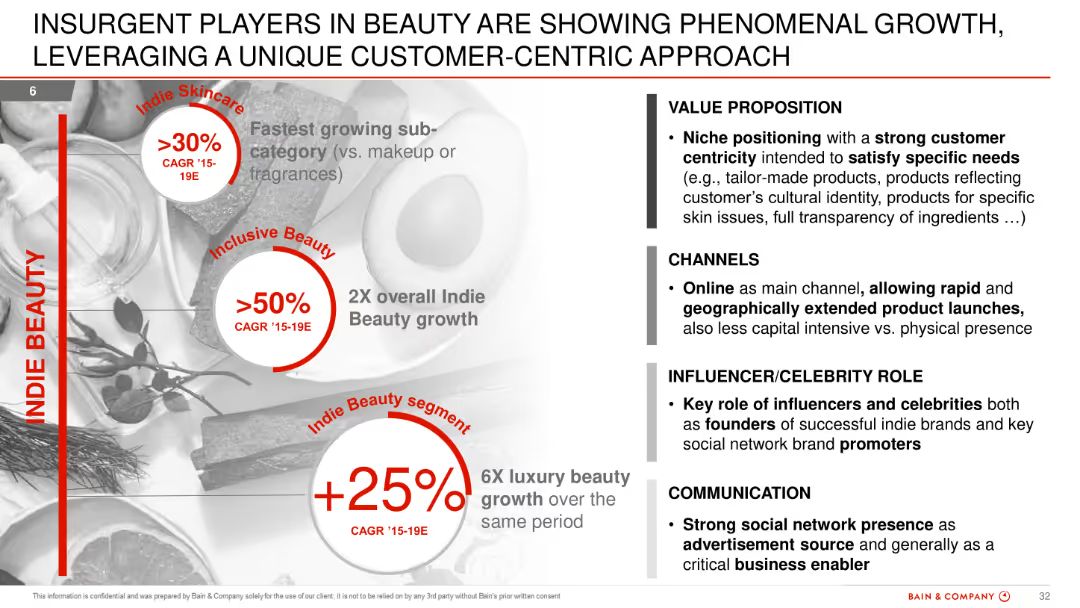 INSURGENT PLAYERS IN BEAUTY ARE SHOWING PHENOMENAL GROWTH,
LEVERAGING A UNIQUE CUSTOMER-CENTRIC APPROACH
6
INDIE BEAUTY
Indie Skincare
>30%
CAGR '15-
19E
Fastest growing sub-
category (vs. makeup or
fragrances)
Inclusive Beauty
>50%
CAGR '15-19E
2X overall Indie
Beauty growth
Indie Beauty segment
+25%
CAGR '15-19E
6X luxury beauty
growth over the
same period
VALUE PROPOSITION
• Niche positioning with a strong customer
centricity intended to satisfy specific needs
(e.g., tailor-made products, products reflecting
customer's cultural identity, products for specific
skin issues, full transparency of ingredients …)
CHANNELS
• Online as main channel, allowing rapid and
geographically extended product launches,
also less capital intensive vs. physical presence
INFLUENCER/CELEBRITY ROLE
• Key role of influencers and celebrities both
as founders of successful indie brands and key
social network brand promoters
COMMUNICATION
• Strong social network presence as
advertisement source and generally as a
critical business enabler
This information is confidential and was prepared by Bain & Company solely for the use of our client; it is not to be relied on by any 3rd party without Bain's prior written consent
BAIN & COMPANY
32